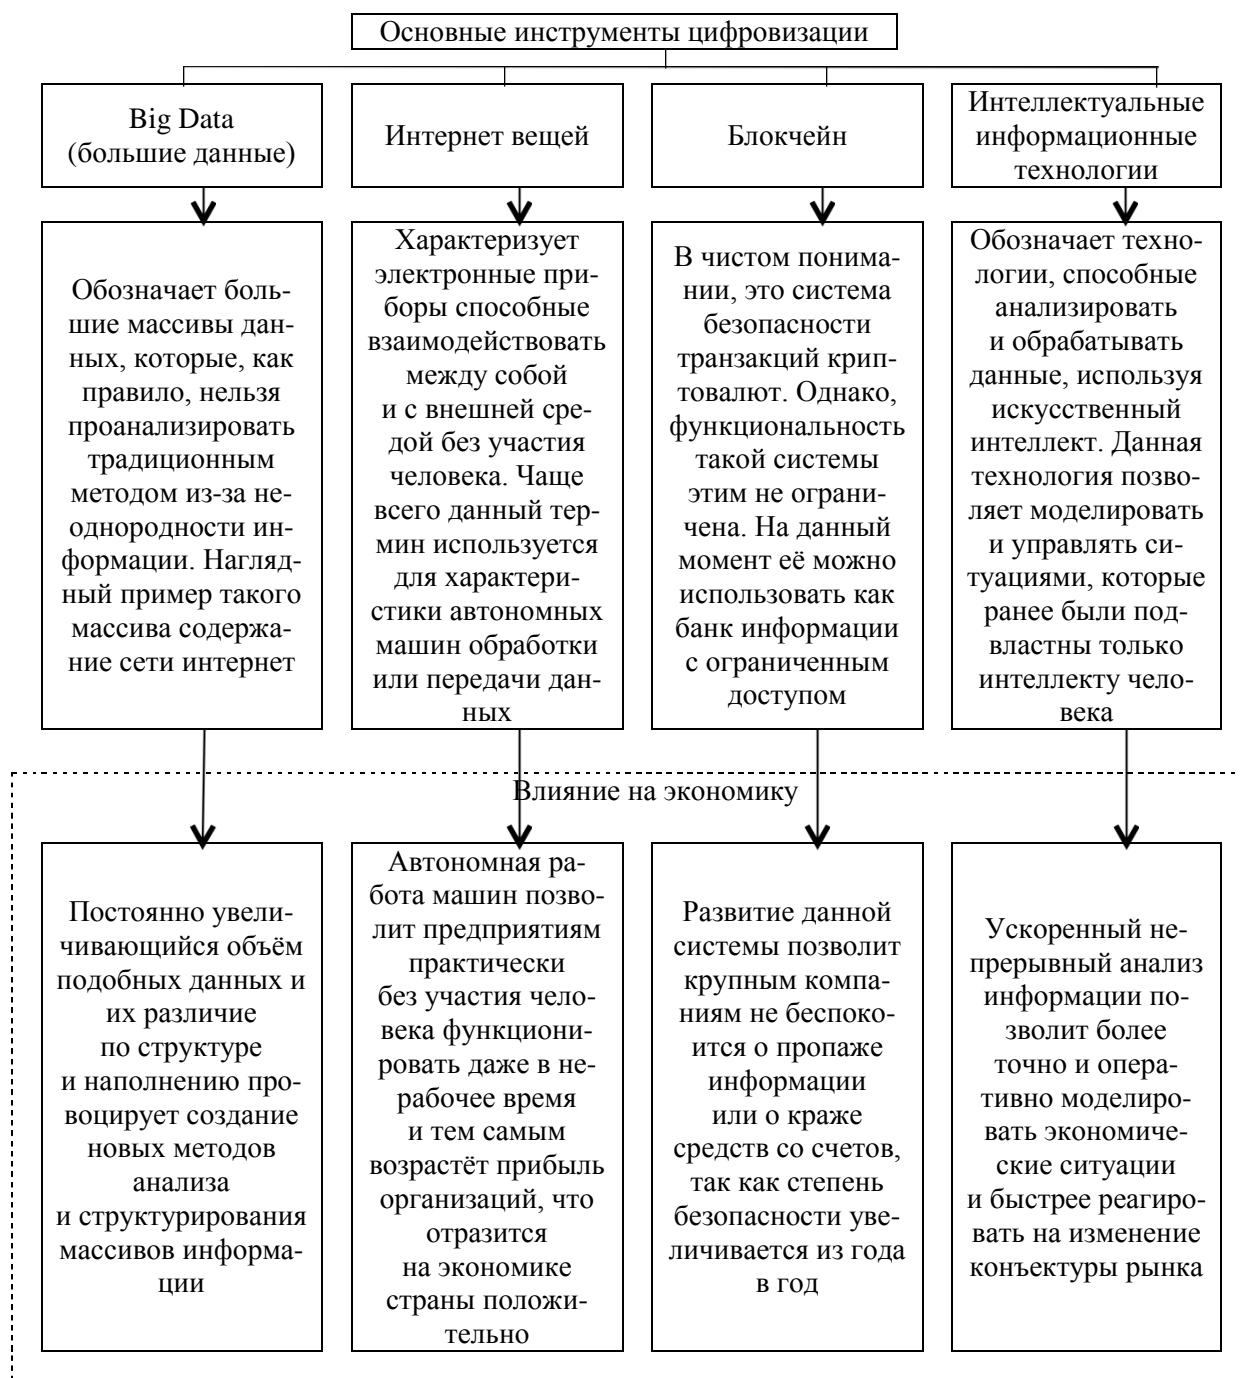 Основные инструменты цифровизации
Big Data
(большие данные)
Интернет вещей
Блокчейн
Интеллектуальные
информационные
технологии
Обозначает боль-
шие массивы дан-
ных, которые, как
правило, нельзя
проанализировать
традиционным
методом из-за не-
однородности ин-
формации. Нагляд-
ный пример такого
массива содержа-
ние сети интернет
Характеризует
электронные при-
боры способные
взаимодействовать
между собой
и с внешней сре-
дой без участия
человека. Чаще
всего данный тер-
мин используется
для характери-
стики автономных
машин обработки
или передачи дан-
ных
В чистом понима-
нии, это система
безопасности
транзакций крип-
товалют. Однако,
функциональность
такой системы
этим не ограни-
чена. На данный
момент её можно
использовать как
банк информации
с ограниченным
доступом
Обозначает техно-
логии, способные
анализировать
и обрабатывать
данные, используя
искусственный
интеллект. Данная
технология позво-
ляет моделировать
и управлять си-
туациями, которые
ранее были под-
властны только
интеллекту чело-
века
Влияние на экономику
Постоянно увели-
чивающийся объём
подобных данных и
их различие
по структуре
и наполнению про-
воцирует создание
новых методов
анализа
и структурирования
массивов информа-
ции
Автономная ра-
бота машин позво-
лит предприятиям
практически
без участия чело-
века функциони-
ровать даже в не-
рабочее время
и тем самым
возрастёт прибыль
организаций, что
отразится
на экономике
страны положи-
тельно
Развитие данной
системы позволит
крупным компа-
ниям не беспоко-
ится о пропаже
информации
или о краже
средств со счетов,
так как степень
безопасности уве-
личивается из года
в год
Ускоренный не-
прерывный анализ
информации по-
зволит более
точно и опера-
тивно моделиро-
вать экономиче-
ские ситуации
и быстрее реагиро-
вать на изменение
конъектуры рынка